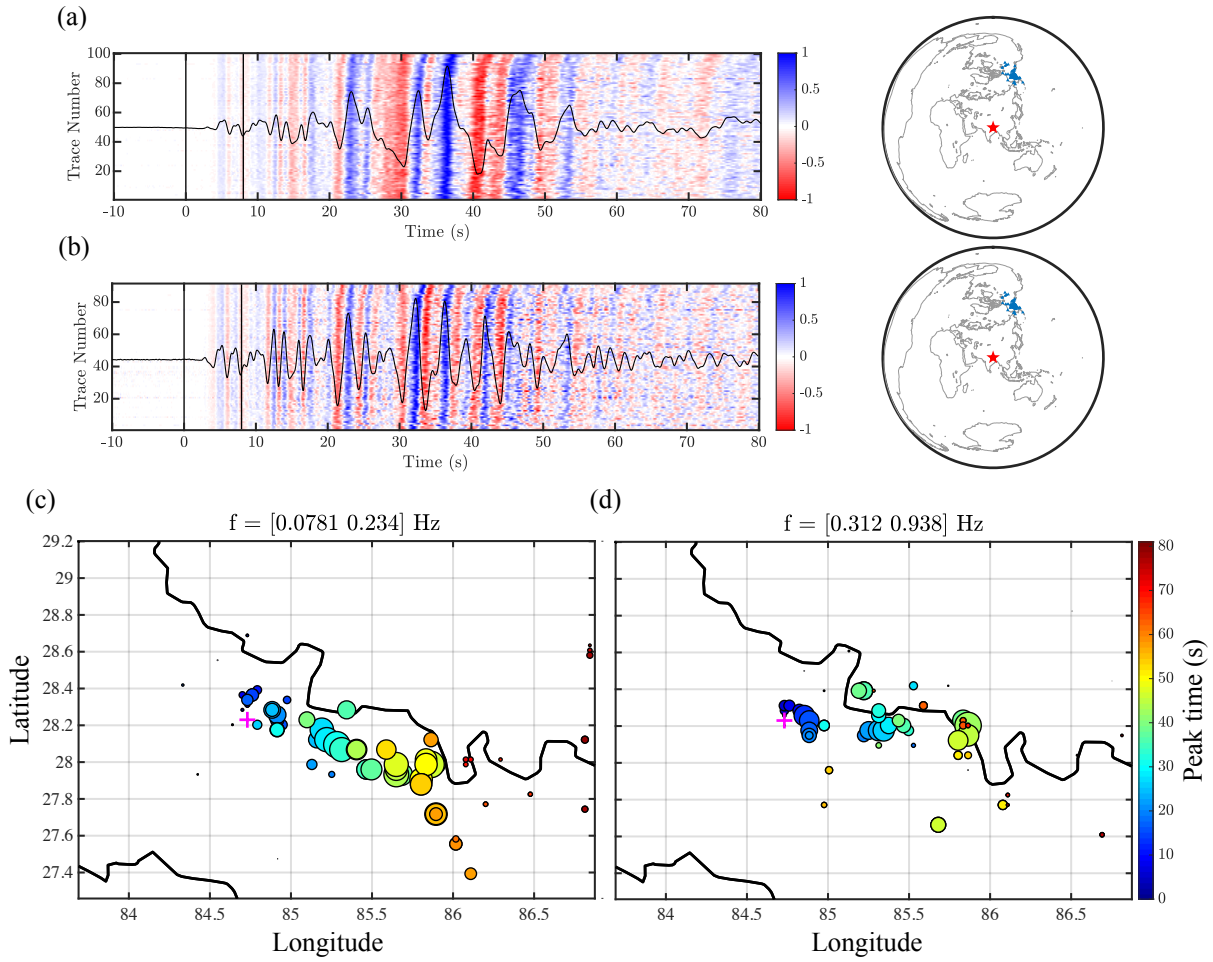 (a)
100
80
60
40
20
Trace Number
-10 0 10 20 30 40 50 60 70 80
Time (s)
1
0.5
0
-0.5
-1
(b)
80
60
40
20
Trace Number
-10 0 10 20 30 40 50 60 70 80
Time (s)
1
0.5
0
-0.5
-1
(c)
f = [0.0781 0.234] Hz
29.2
29
28.8
28.6
28.4
28.2
28
27.8
27.6
27.4
Latitude
84 84.5 85 85.5 86 86.5
Longitude
(d)
f = [0.312 0.938] Hz
84 84.5 85 85.5 86 86.5
Longitude
80
70
60
50
40
30
20
10
0
Peak time (s)